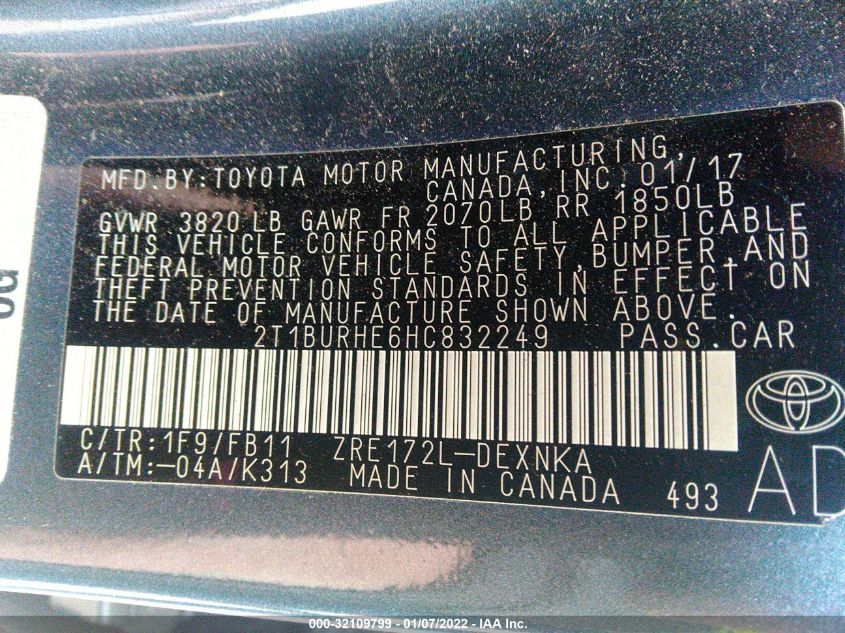 MFD.BY:TOYOTA MOTOR MANUFACTURING,
CANADA,INC.01/17
GVWR 3820LB GAWR FR 2070LB RR 1850LB
THIS VEHICLE CONFORMS TO ALL APPLICABLE
FEDERAL MOTOR VEHICLE SAFETY,BUMPER,AND
THEFT PREVENTION STANDARDS IN EFFECT ON
THE DATE OF MANUFACTURE SHOWN ABOVE.
2T1BURHE6HC832249 PASS.CAR
C/TR:1F9/FB11 ZRE172L-DEXNKA
A/TM:-04A/K313 MADE IN CANADA 493
AD
000-32109799 - 01/07/2022 - IAA Inc.